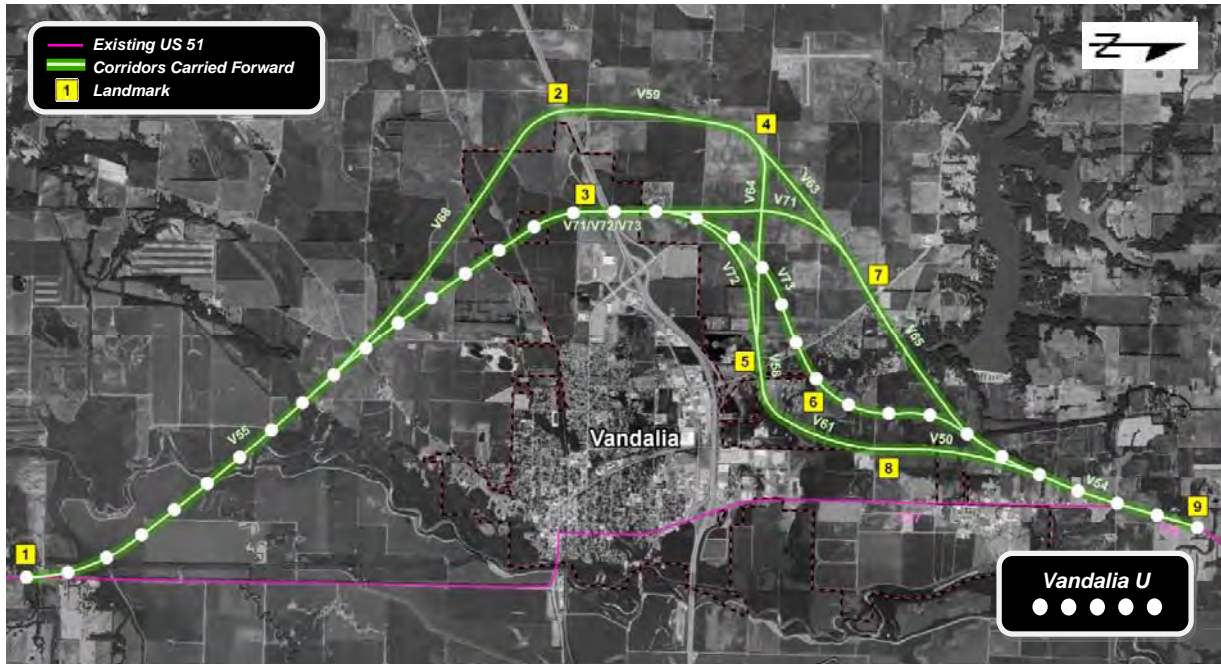 Existing US 51
Corridors Carried Forward
1 Landmark
Z
2
V59
4
V63
V64
V68
3
V71
V71/V72/V73
V72
V73
7
V65
5
V58
6
V61
V50
V55
Vandalia
8
V54
1
9
Vandalia U